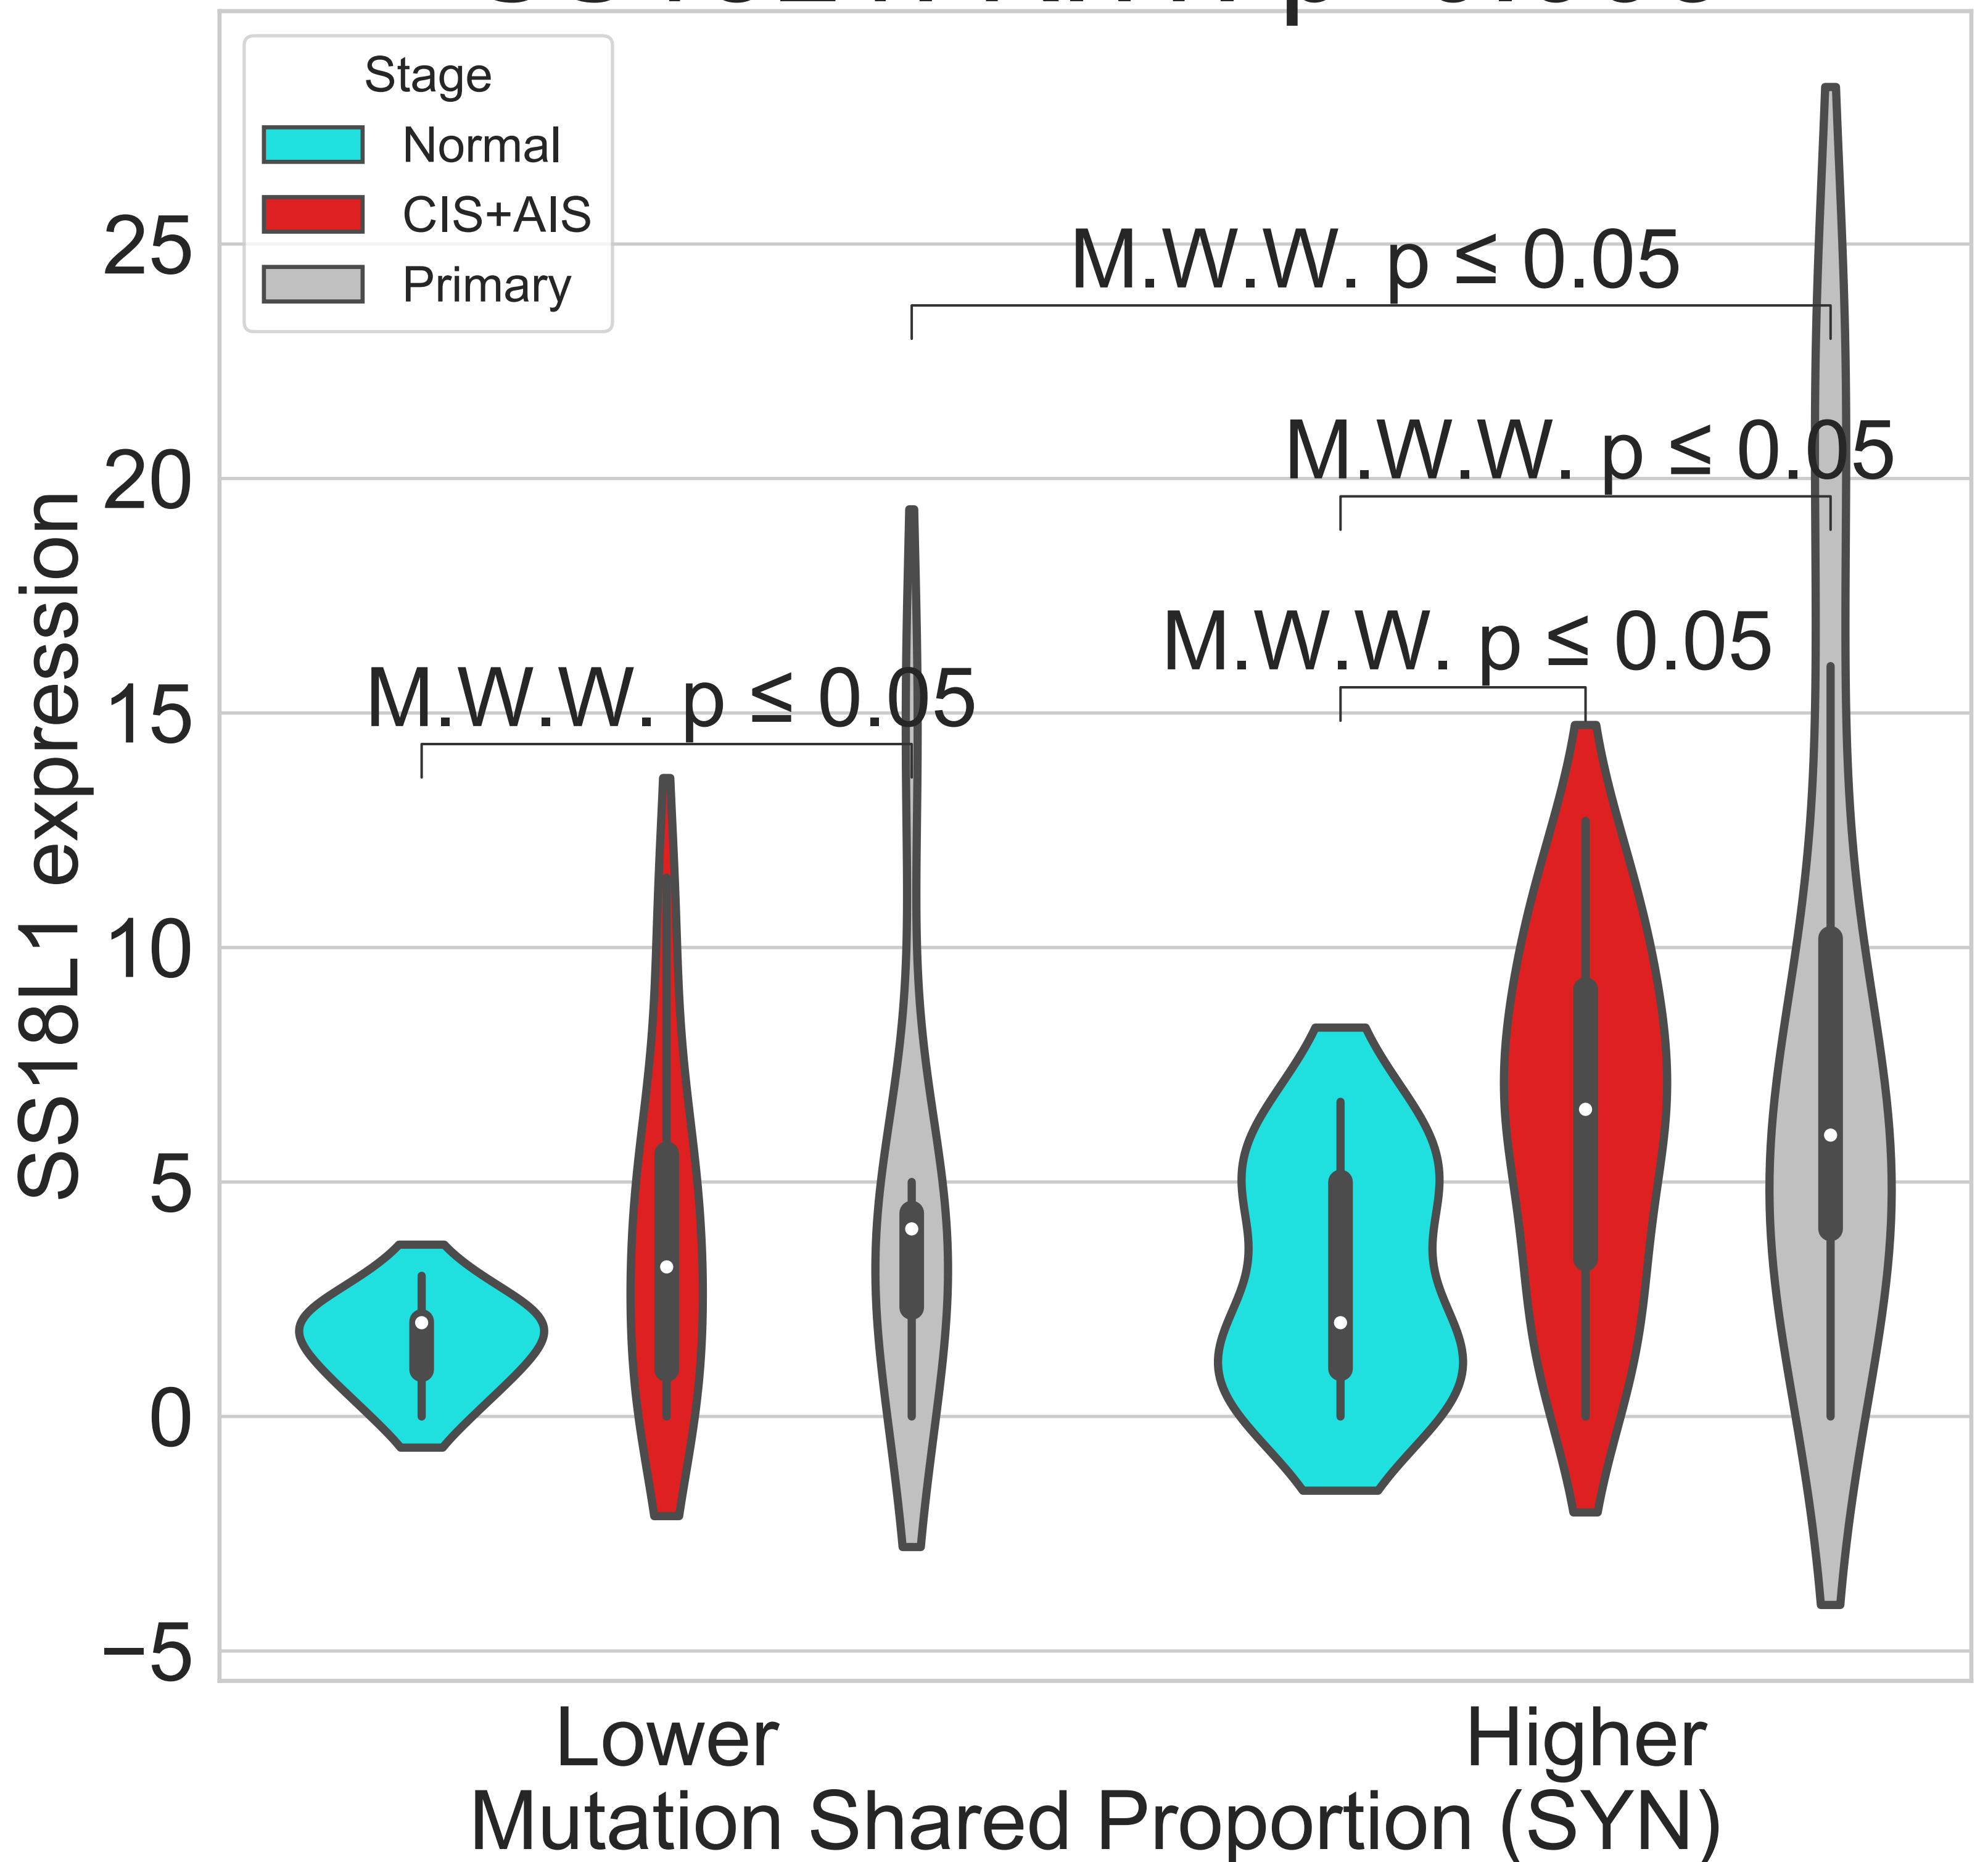 Stage
Normal
CIS+AIS
Primary
M.W.W. p ≤ 0.05
M.W.W. p ≤ 0.05
M.W.W. p ≤ 0.05
M.W.W. p ≤ 0.05
25
20
15
10
5
0
−5
SS18L1 expression
Lower
Higher
Mutation Shared Proportion (SYN)